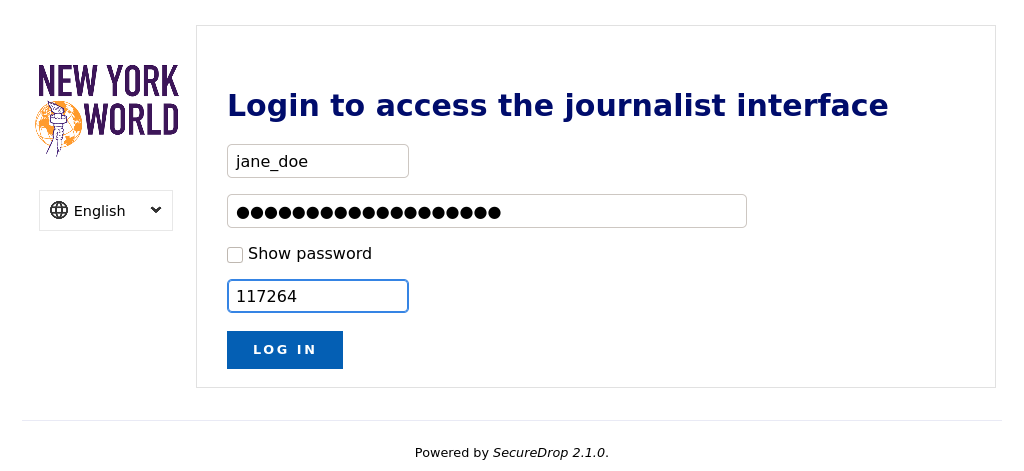 NEW YORK
WORLD
English
Login to access the journalist interface
jane_doe
●●●●●●●●●●●●●●●●●●●
Show password
117264
LOG IN
Powered by SecureDrop 2.1.0.